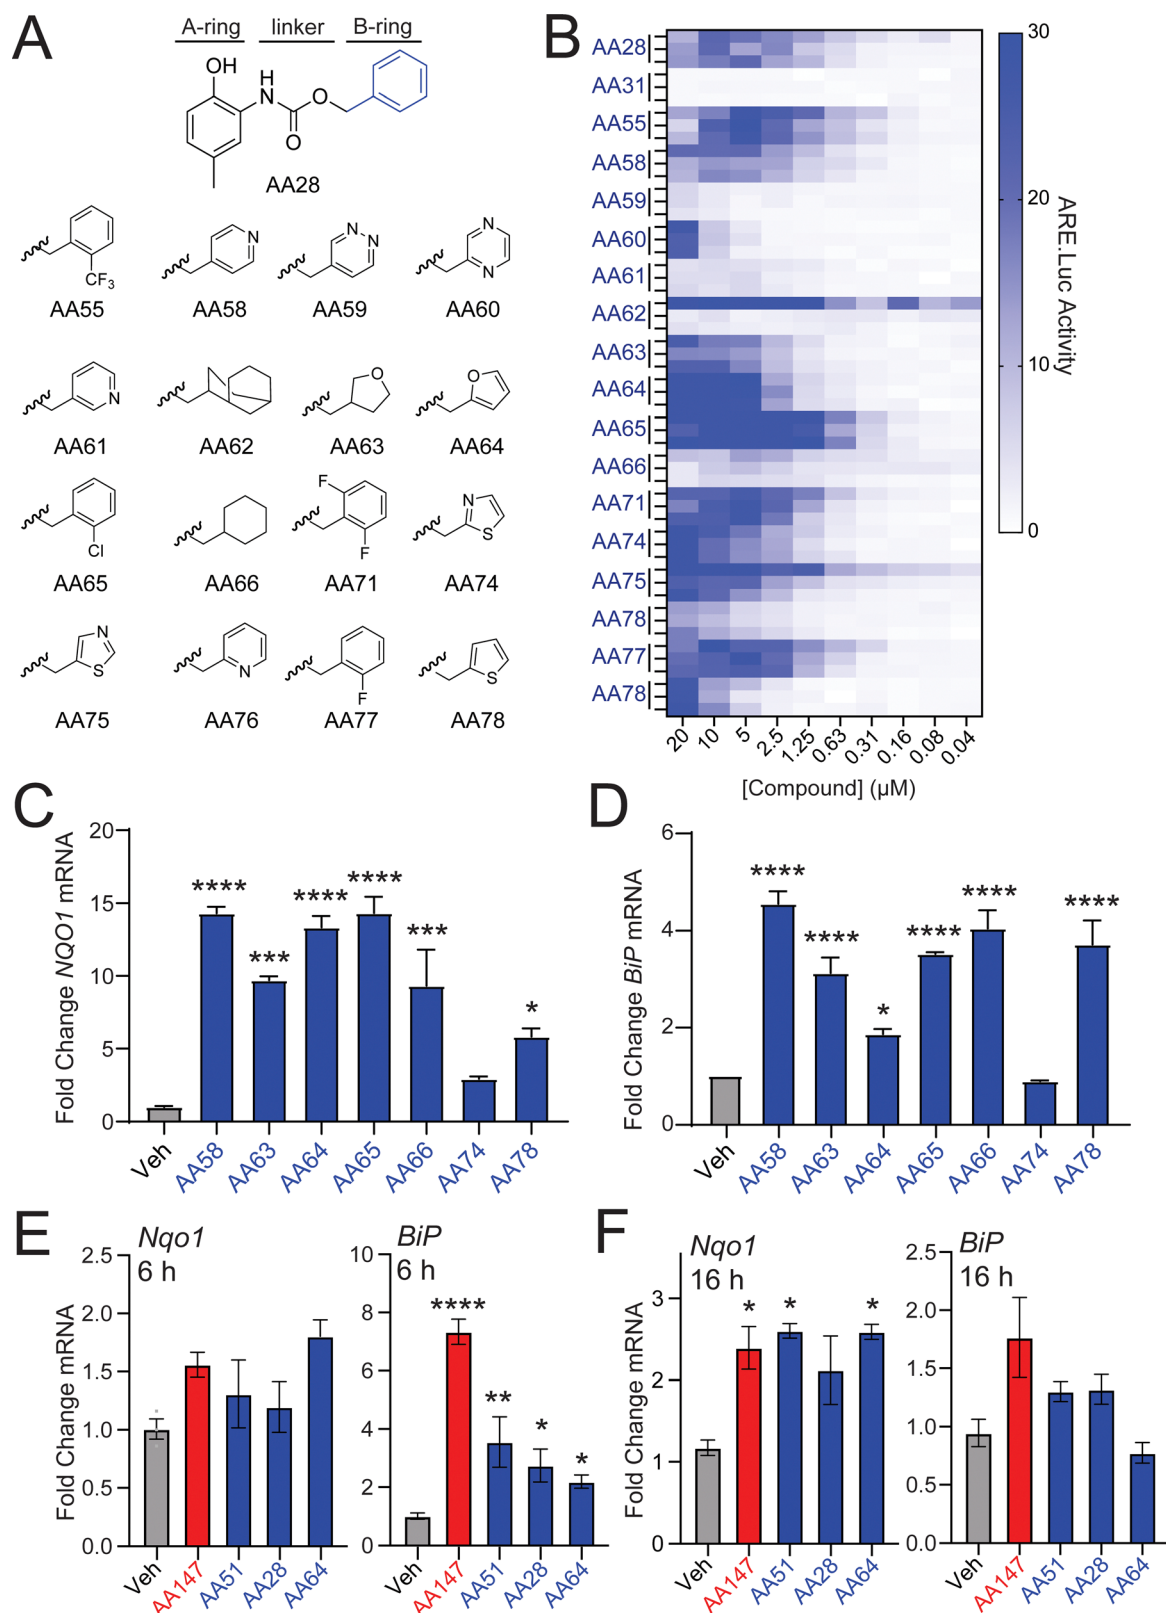 A
A-ring linker B-ring
OH
H
N
O
O
AA28
CF3
AA55
N
AA58
N
N
AA59
N
N
AA60
N
AA61
AA62
O
AA63
O
AA64
Cl
AA65
AA66
F
F
AA71
N
S
AA74
N
S
AA75
N
AA76
F
AA77
S
AA78
B
AA28
AA31
AA55
AA58
AA59
AA60
AA61
AA62
AA63
AA64
AA65
AA66
AA71
AA74
AA75
AA78
AA77
AA78
20 10 5 2.5 1.25 0.63 0.31 0.16 0.08 0.04
[Compound] (µM)
30
20
10
0
ARE.Luc Activity
C
Fold Change NQO1 mRNA
20
15
10
5
0
**** *** **** **** *** *
Veh AA58 AA63 AA64 AA65 AA66 AA74 AA78
D
Fold Change BiP mRNA
6
4
2
0
**** **** * **** **** ****
Veh AA58 AA63 AA64 AA65 AA66 AA74 AA78
E
Nqo1
6 h
Fold Change mRNA
2.5
2.0
1.5
1.0
0.5
0.0
Veh AA147 AA51 AA28 AA64
BiP
6 h
10
8
6
4
2
0
**** ** * *
Veh AA147 AA51 AA28 AA64
F
Nqo1
16 h
Fold Change mRNA
3
2
1
0
* * *
Veh AA147 AA51 AA28 AA64
BiP
16 h
2.5
2.0
1.5
1.0
0.5
0.0
Veh AA147 AA51 AA28 AA64